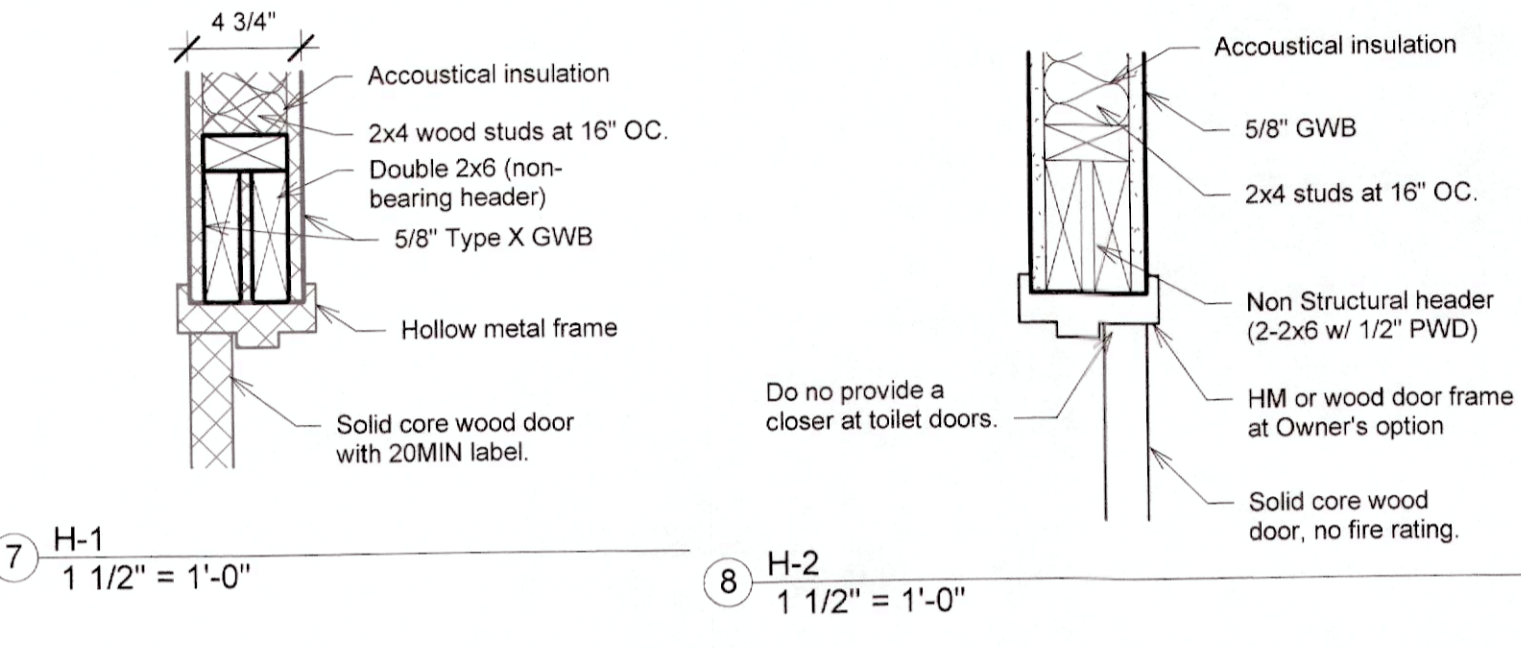 4 3/4"
Accoustical insulation
2x4 wood studs at 16" OC.
Double 2x6 (non-
bearing header)
5/8" Type X GWB
Hollow metal frame
Solid core wood door
with 20MIN label.
7
H-1
1 1/2" = 1'-0"
Accoustical insulation
5/8" GWB
2x4 studs at 16" OC.
Non Structural header
(2-2x6 w/ 1/2" PWD)
Do no provide a
closer at toilet doors.
HM or wood door frame
at Owner's option
Solid core wood
door, no fire rating.
8
H-2
1 1/2" = 1'-0"